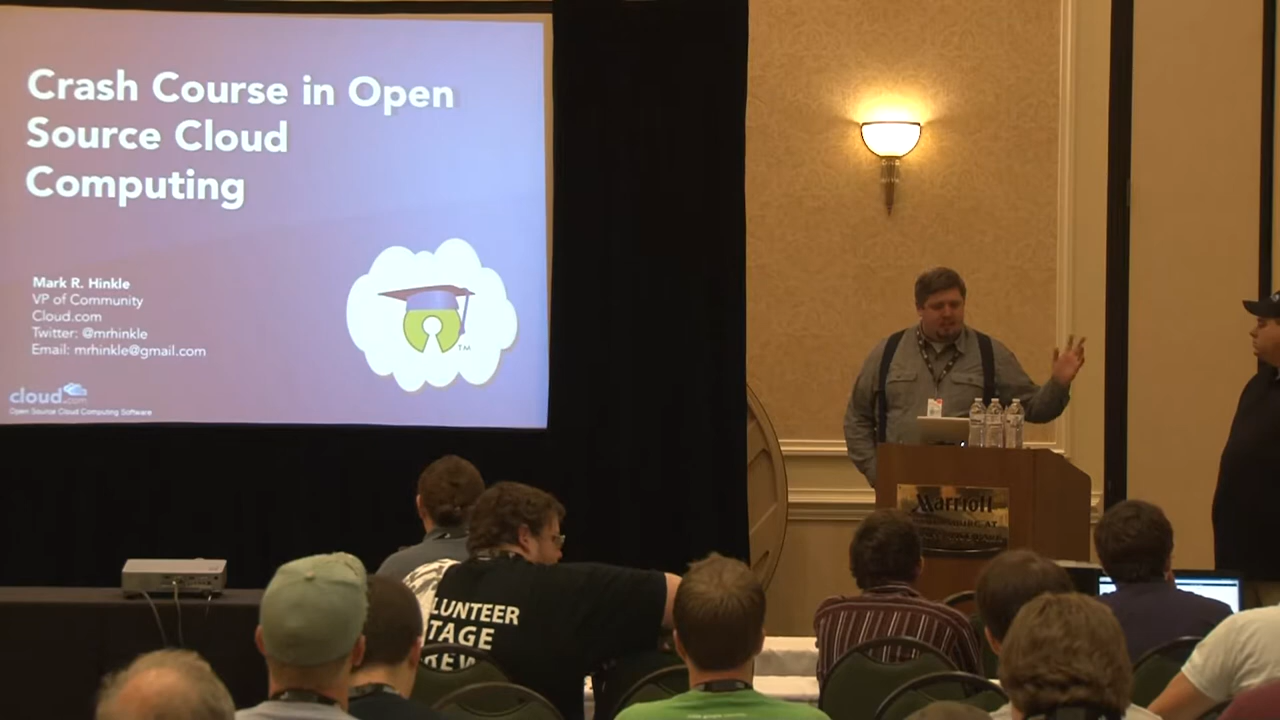 Crash Course in Open
Source Cloud
Computing
Mark R. Hinkle
VP of Community
Cloud.com
Twitter: @mrhinkle
Email: mrhinkle@gmail.com
TM
cloud.com
Open Source Cloud Computing Software
Marriott
LUNTEER
TAGE
REW